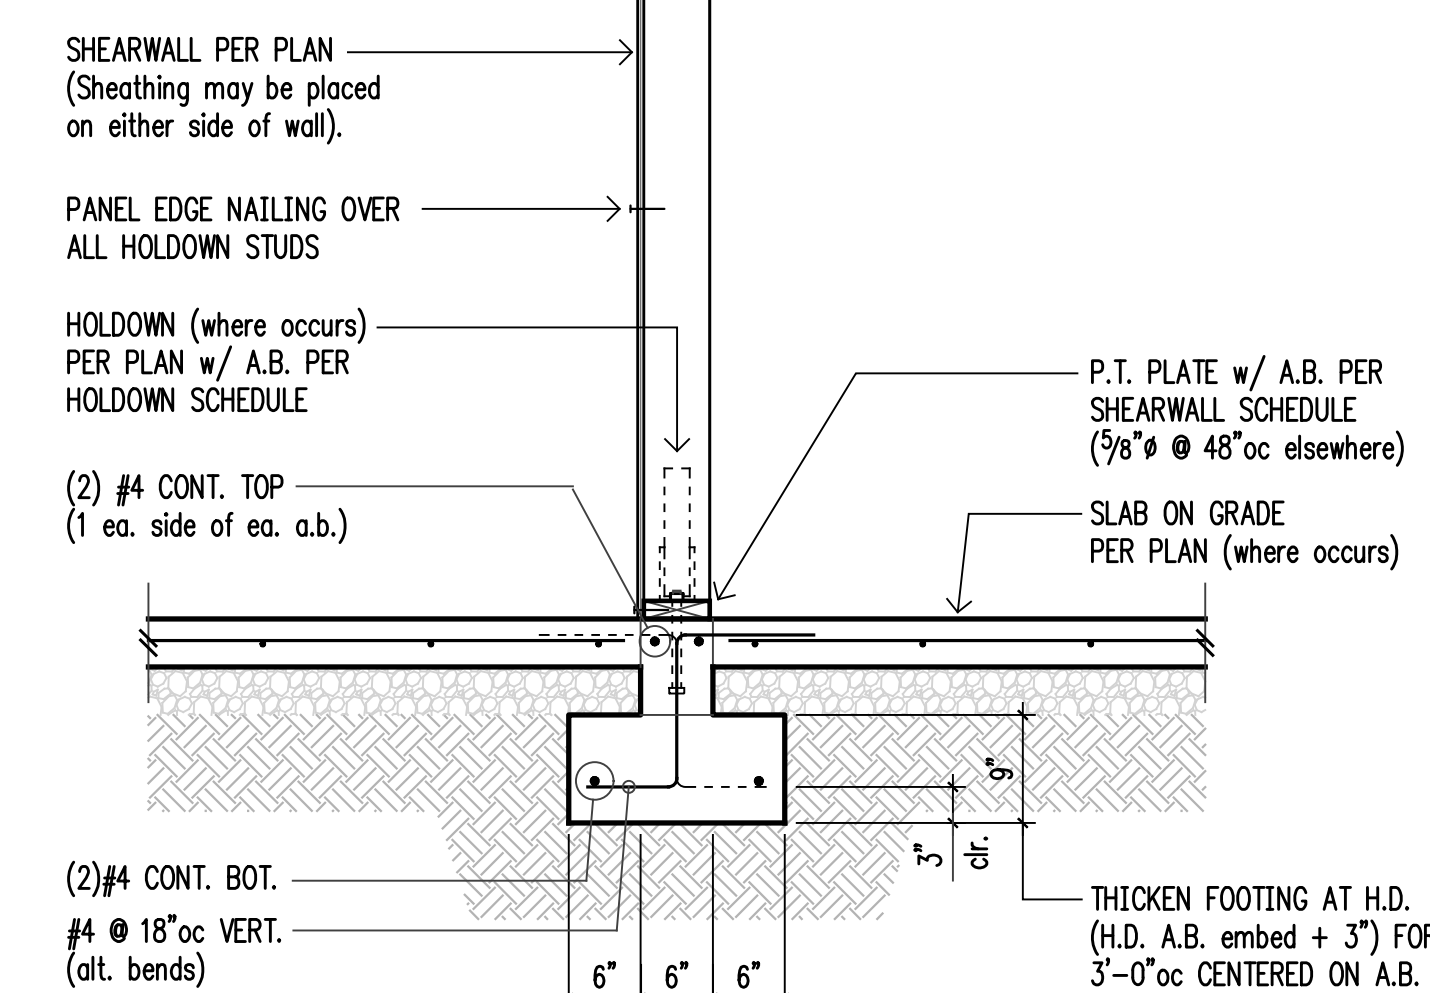 SHEARWALL PER PLAN
(Sheathing may be placed
on either side of wall).
PANEL EDGE NAILING OVER
ALL HOLDOWN STUDS
HOLDOWN (where occurs)
PER PLAN w/ A.B. PER
HOLDOWN SCHEDULE
(2) #4 CONT. TOP
(1 ea. side of ea. a.b.)
P.T. PLATE w/ A.B. PER
SHEARWALL SCHEDULE
(5/8"ø @ 48"oc elsewhere)
SLAB ON GRADE
PER PLAN (where occurs)
9"
3"
clr.
(2)#4 CONT. BOT.
#4 @ 18"oc VERT.
(alt. bends)
6" 6" 6"
THICKEN FOOTING AT H.D.
(H.D. A.B. embed + 3") FOR
3'-0"oc CENTERED ON A.B.